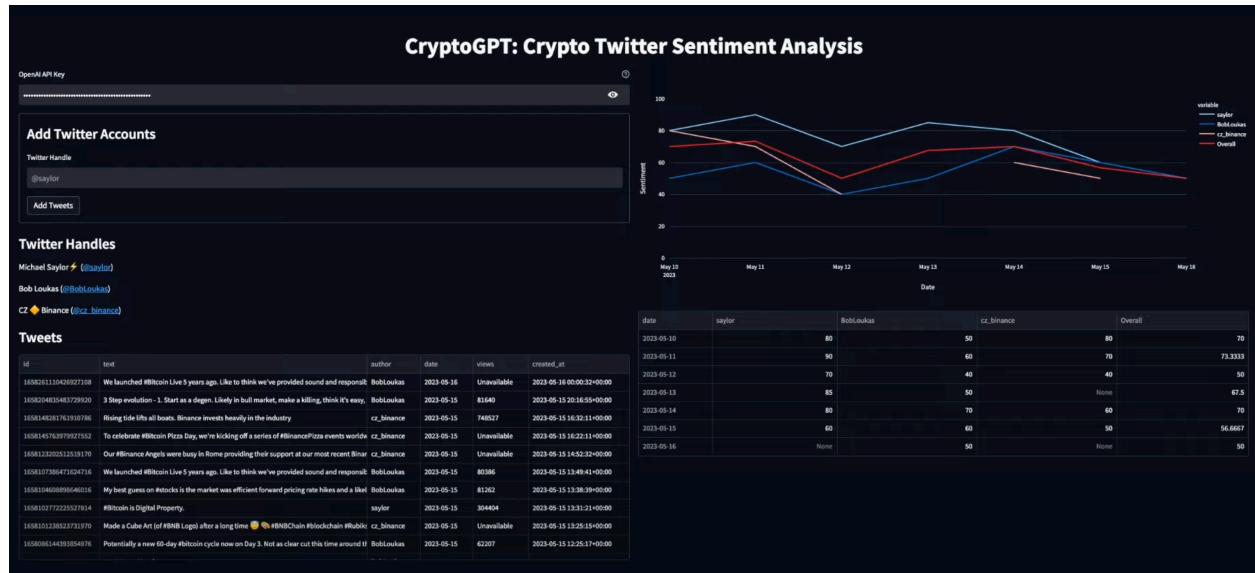 CryptoGPT: Crypto Twitter Sentiment Analysis
OpenAI API Key
Add Twitter Accounts
Twitter Handle
@saylor
Add Tweets
Twitter Handles
Michael Saylor⚡ (@saylor)
Bob Loukas (@BobLoukas)
CZ 🔶 Binance (@cz_binance)
Tweets
id text author date views created_at
1658261110426927108 We launched #Bitcoin Live 5 years ago. Like to think we've provided sound and responsib BobLoukas 2023-05-16 Unavailable 2023-05-16 00:00:32+00:00
1658204835483729920 3 Step evolution - 1. Start as a degen. Likely in bull market, make a killing, think it's easy, BobLoukas 2023-05-15 81640 2023-05-15 20:16:55+00:00
1658148281761910786 Rising tide lifts all boats. Binance invests heavily in the industry cz_binance 2023-05-15 748527 2023-05-15 16:32:11+00:00
1658145763979927552 To celebrate #Bitcoin Pizza Day, we're kicking off a series of #BinancePizza events worldw cz_binance 2023-05-15 Unavailable 2023-05-15 16:22:11+00:00
1658123202512519170 Our #Binance Angels were busy in Rome providing their support at our most recent Binar cz_binance 2023-05-15 Unavailable 2023-05-15 14:52:32+00:00
1658107386471624716 We launched #Bitcoin Live 5 years ago. Like to think we've provided sound and responsib BobLoukas 2023-05-15 80386 2023-05-15 13:49:41+00:00
1658104608898646016 My best guess on #stocks is the market was efficient forward pricing rate hikes and a likel BobLoukas 2023-05-15 81262 2023-05-15 13:38:39+00:00
1658102772225527814 #Bitcoin is Digital Property. saylor 2023-05-15 304404 2023-05-15 13:31:21+00:00
1658101238523731970 Made a Cube Art (of #BNB Logo) after a long time 😇 🎨 #BNBChain #blockchain #Rubik cz_binance 2023-05-15 Unavailable 2023-05-15 13:25:15+00:00
1658086144393854976 Potentially a new 60-day #bitcoin cycle now on Day 3. Not as clear cut this time around tl BobLoukas 2023-05-15 62207 2023-05-15 12:25:17+00:00
100
80
60
40
20
0
Sentiment
May 10 May 11 May 12 May 13 May 14 May 15 May 16
2023
Date
variable
saylor
BobLoukas
cz_binance
Overall
date saylor BobLoukas cz_binance Overall
2023-05-10 80 50 80 70
2023-05-11 90 60 70 73.3333
2023-05-12 70 40 40 50
2023-05-13 85 50 None 67.5
2023-05-14 80 70 60 70
2023-05-15 60 60 50 56.6667
2023-05-16 None 50 None 50